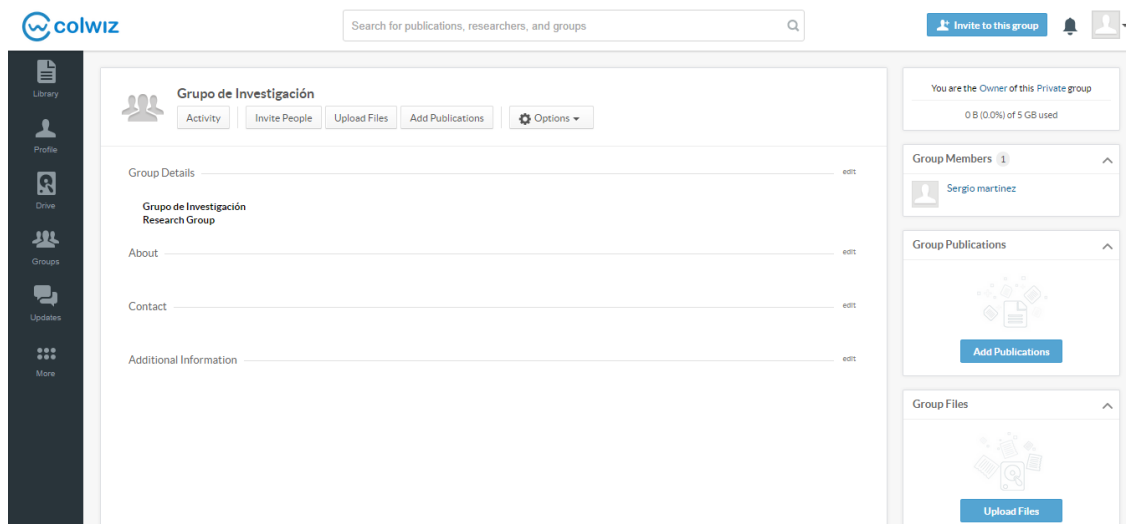 colwiz
Search for publications, researchers, and groups
Invite to this group
Library
Profile
Drive
Groups
Updates
More
Grupo de Investigación
Activity
Invite People
Upload Files
Add Publications
Options
Group Details
edit
Grupo de Investigación
Research Group
About
edit
Contact
edit
Additional Information
edit
You are the Owner of this Private group
0 B (0.0%) of 5 GB used
Group Members 1
Sergio martinez
Group Publications
Add Publications
Group Files
Upload Files